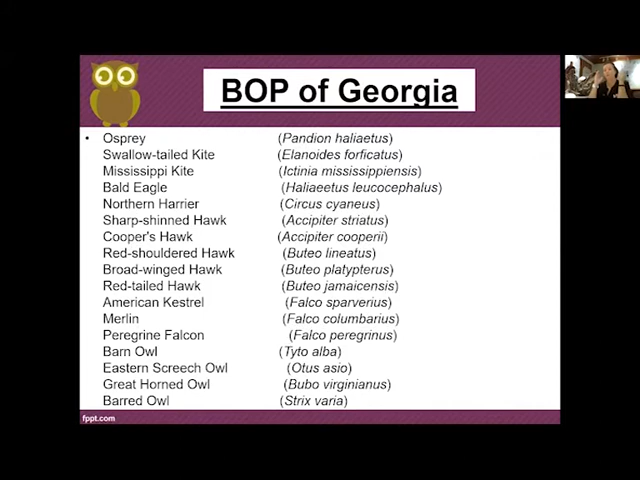 BOP of Georgia
• Osprey (Pandion haliaetus)
Swallow-tailed Kite (Elanoides forficatus)
Mississippi Kite (Ictinia mississippiensis)
Bald Eagle (Haliaeetus leucocephalus)
Northern Harrier (Circus cyaneus)
Sharp-shinned Hawk (Accipiter striatus)
Cooper's Hawk (Accipiter cooperii)
Red-shouldered Hawk (Buteo lineatus)
Broad-winged Hawk (Buteo platypterus)
Red-tailed Hawk (Buteo jamaicensis)
American Kestrel (Falco sparverius)
Merlin (Falco columbarius)
Peregrine Falcon (Falco peregrinus)
Barn Owl (Tyto alba)
Eastern Screech Owl (Otus asio)
Great Horned Owl (Bubo virginianus)
Barred Owl (Strix varia)
fppt.com